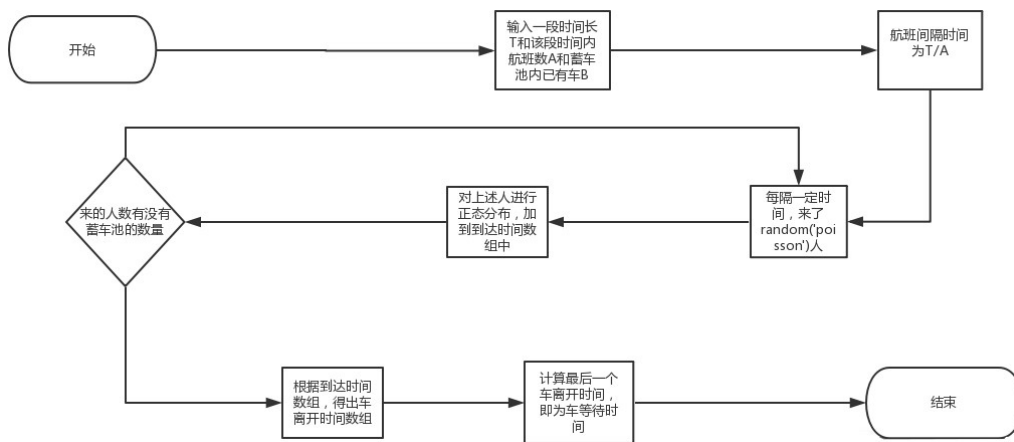 开始
输入一段时间长
T和该段时间内
航班数A和蓄车
池内已有车B
航班间隔时间
为T/A
来的人数有没有
蓄车池的数量
对上述人进行
正态分布，加
到到达时间数
组中
每隔一定时
间，来了
random('poi
sson')人
根据到达时间
数组，得出车
离开时间数组
计算最后一个
车离开时间，
即为车等待时
间
结束